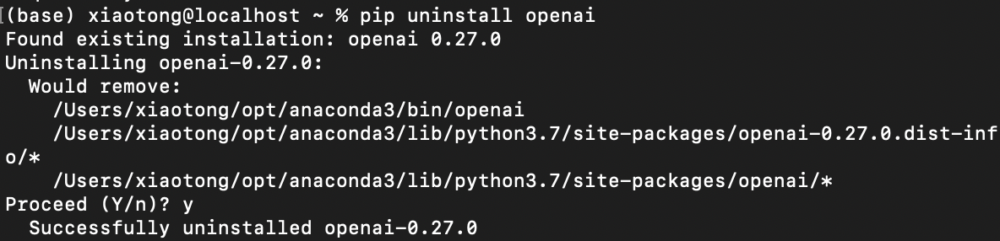 (base) xiaotong@localhost ~ % pip uninstall openai
Found existing installation: openai 0.27.0
Uninstalling openai-0.27.0:
  Would remove:
    /Users/xiaotong/opt/anaconda3/bin/openai
    /Users/xiaotong/opt/anaconda3/lib/python3.7/site-packages/openai-0.27.0.dist-inf
o/*
    /Users/xiaotong/opt/anaconda3/lib/python3.7/site-packages/openai/*
Proceed (Y/n)? y
  Successfully uninstalled openai-0.27.0